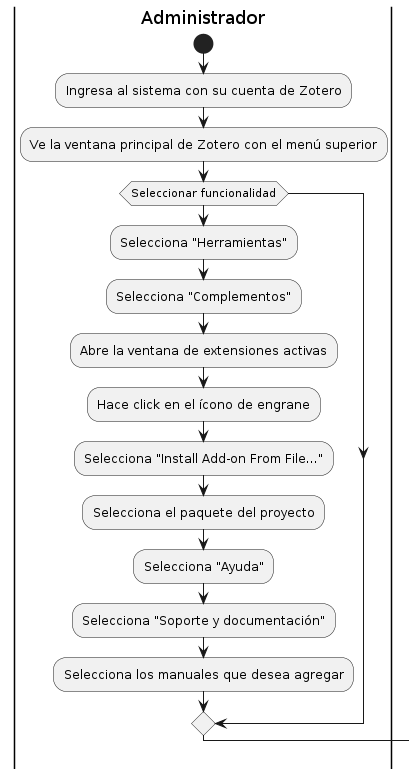 Administrador
Ingresa al sistema con su cuenta de Zotero
Ve la ventana principal de Zotero con el menú superior
Seleccionar funcionalidad
Selecciona "Herramientas"
Selecciona "Complementos"
Abre la ventana de extensiones activas
Hace click en el ícono de engrane
Selecciona "Install Add-on From File..."
Selecciona el paquete del proyecto
Selecciona "Ayuda"
Selecciona "Soporte y documentación"
Selecciona los manuales que desea agregar